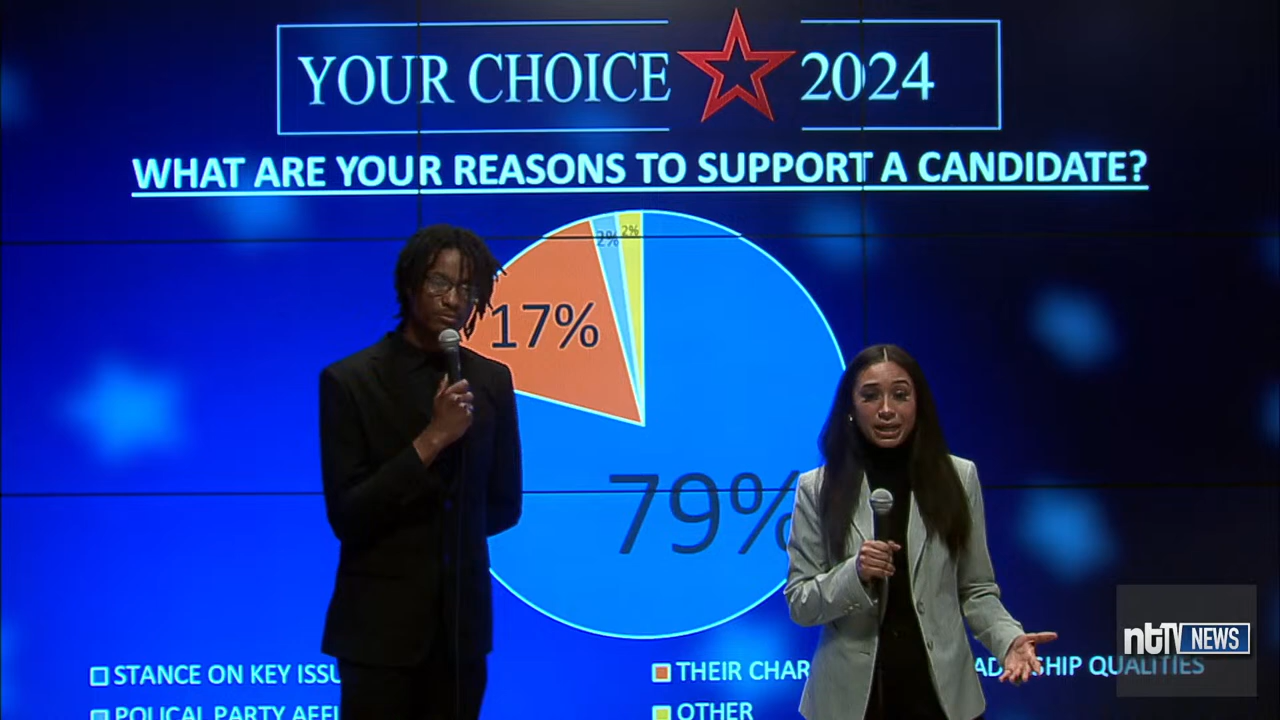 YOUR CHOICE 2024
WHAT ARE YOUR REASONS TO SUPPORT A CANDIDATE?
2% 2%
17%
79%
STANCE ON KEY ISSU THEIR CHAR ADERSHIP QUALITIES
POLICAL PARTY AFFI OTHER
nbTV NEWS